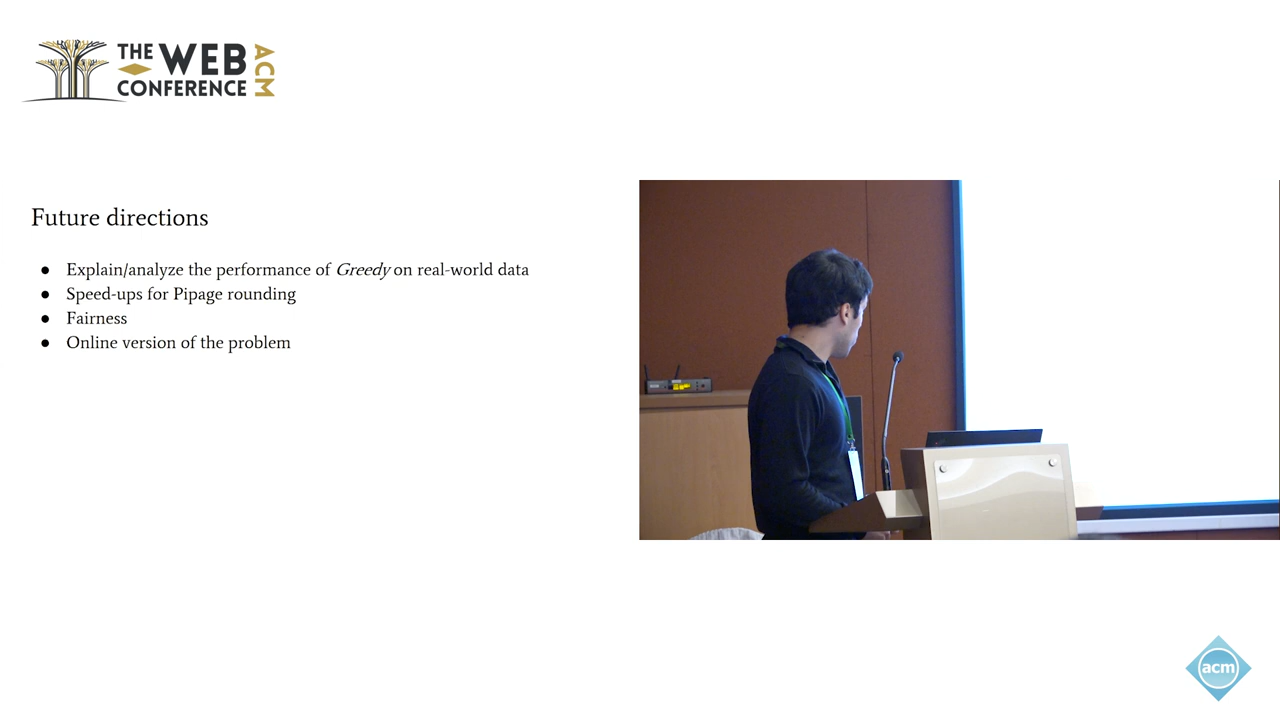 THE WEB
CONFERENCE
ACM
Future directions
● Explain/analyze the performance of Greedy on real-world data
● Speed-ups for Pipage rounding
● Fairness
● Online version of the problem
acm